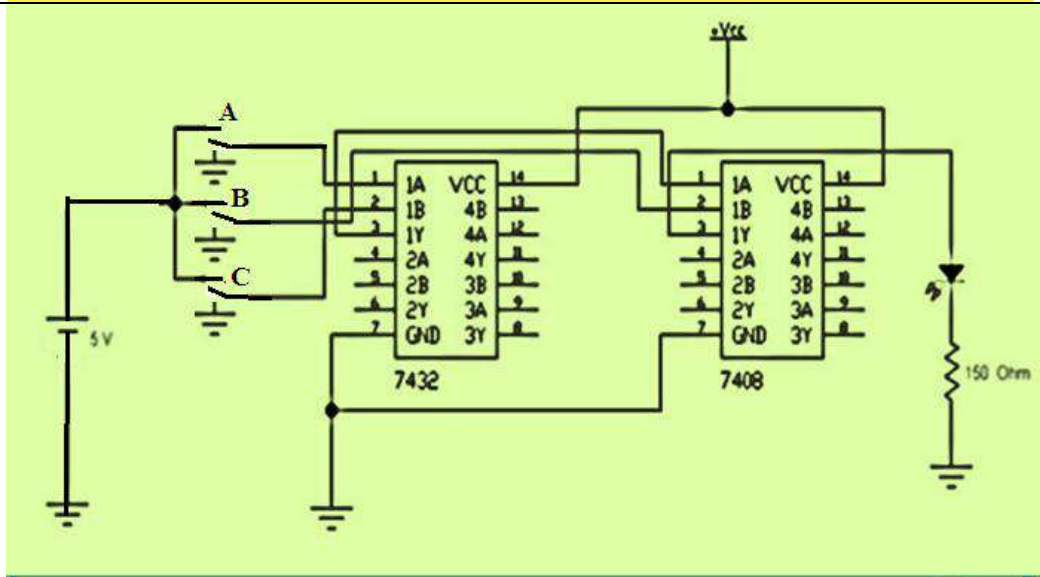 +Vcc
A
B
C
5 V
1 1A VCC 14
2 1B 4B 13
3 1Y 4A 12
4 2A 4Y 11
5 2B 3B 10
6 2Y 3A 9
7 GND 3Y 8
7432
1 1A VCC 14
2 1B 4B 13
3 1Y 4A 12
4 2A 4Y 11
5 2B 3B 10
6 2Y 3A 9
7 GND 3Y 8
7408
150 Ohm